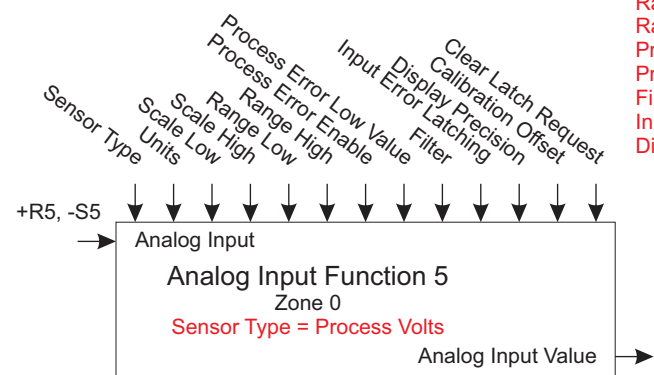 Sensor Type
Units
Scale Low
Scale High
Range Low
Range High
Process Error Enable
Process Error Low Value
Filter
Input Error Latching
Display Precision
Calibration Offset
Clear Latch Request
+R5, -S5
Analog Input
Analog Input Function 5
Zone 0
Sensor Type = Process Volts
Analog Input Value